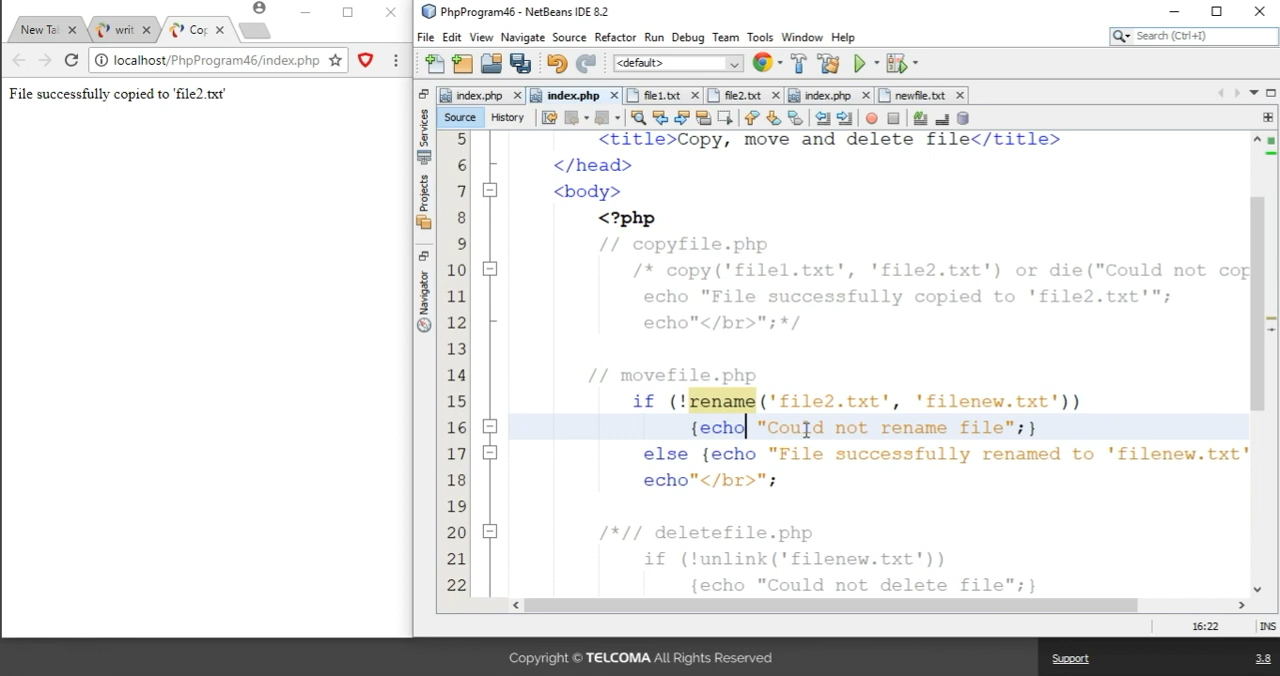 New Ta
writ
Cop
localhost/PhpProgram46/index.php
File successfully copied to 'file2.txt'
PhpProgram46 - NetBeans IDE 8.2
File Edit View Navigate Source Refactor Run Debug Team Tools Window Help
Search (Ctrl+I)
<default>
index.php
index.php
file1.txt
file2.txt
index.php
newfile.txt
Source
History
Services
Projects
Navigator
5 <title>Copy, move and delete file</title>
6 </head>
7 <body>
8 <?php
9 // copyfile.php
10 /* copy('file1.txt', 'file2.txt') or die("Could not cop
11 echo "File successfully copied to 'file2.txt'";
12 echo"</br>";*/
13
14 // movefile.php
15 if (!rename('file2.txt', 'filenew.txt'))
16 {echo "Could not rename file";}
17 else {echo "File successfully renamed to 'filenew.txt'
18 echo"</br>";
19
20 /*// deletefile.php
21 if (!unlink('filenew.txt'))
22 {echo "Could not delete file";}
16:22
INS
Copyright © TELCOMA All Rights Reserved
Support
3.8